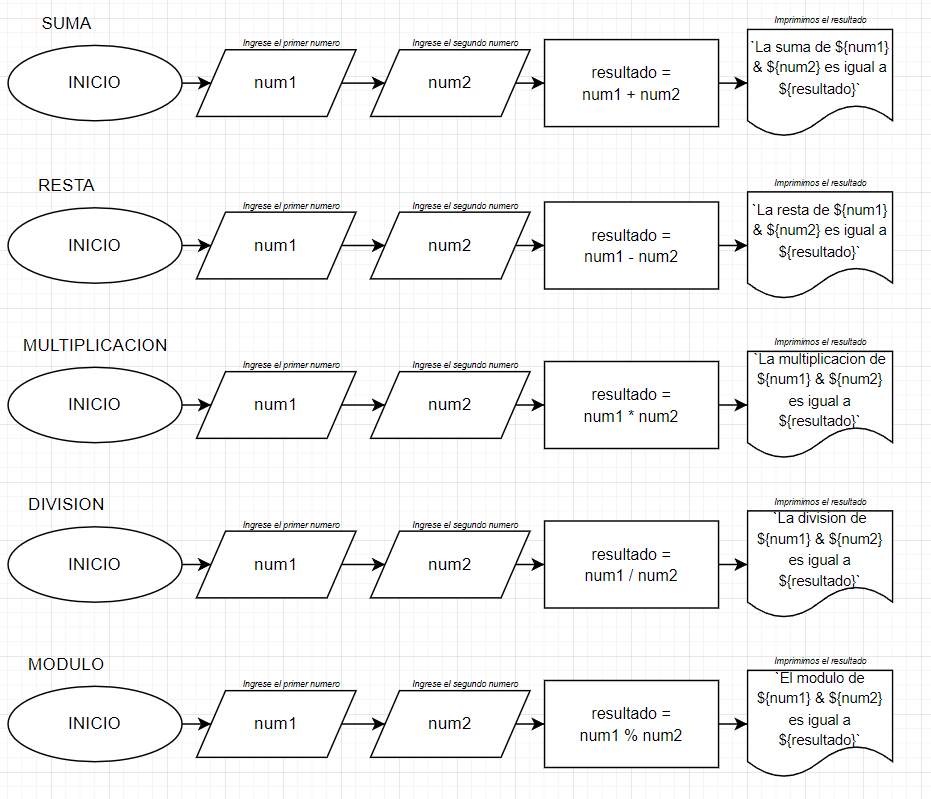 SUMA
Imprimimos el resultado
Ingrese el primer numero
Ingrese el segundo numero
INICIO
num1
num2
resultado =
num1 + num2
`La suma de ${num1}
& ${num2} es igual a
${resultado}`
RESTA
Imprimimos el resultado
Ingrese el primer numero
Ingrese el segundo numero
INICIO
num1
num2
resultado =
num1 - num2
`La resta de ${num1}
& ${num2} es igual a
${resultado}`
MULTIPLICACION
Imprimimos el resultado
Ingrese el primer numero
Ingrese el segundo numero
INICIO
num1
num2
resultado =
num1 * num2
`La multiplicacion de
${num1} & ${num2}
es igual a
${resultado}`
DIVISION
Imprimimos el resultado
Ingrese el primer numero
Ingrese el segundo numero
INICIO
num1
num2
resultado =
num1 / num2
`La division de
${num1} & ${num2}
es igual a
${resultado}`
MODULO
Imprimimos el resultado
Ingrese el primer numero
Ingrese el segundo numero
INICIO
num1
num2
resultado =
num1 % num2
`El modulo de
${num1} & ${num2}
es igual a
${resultado}`